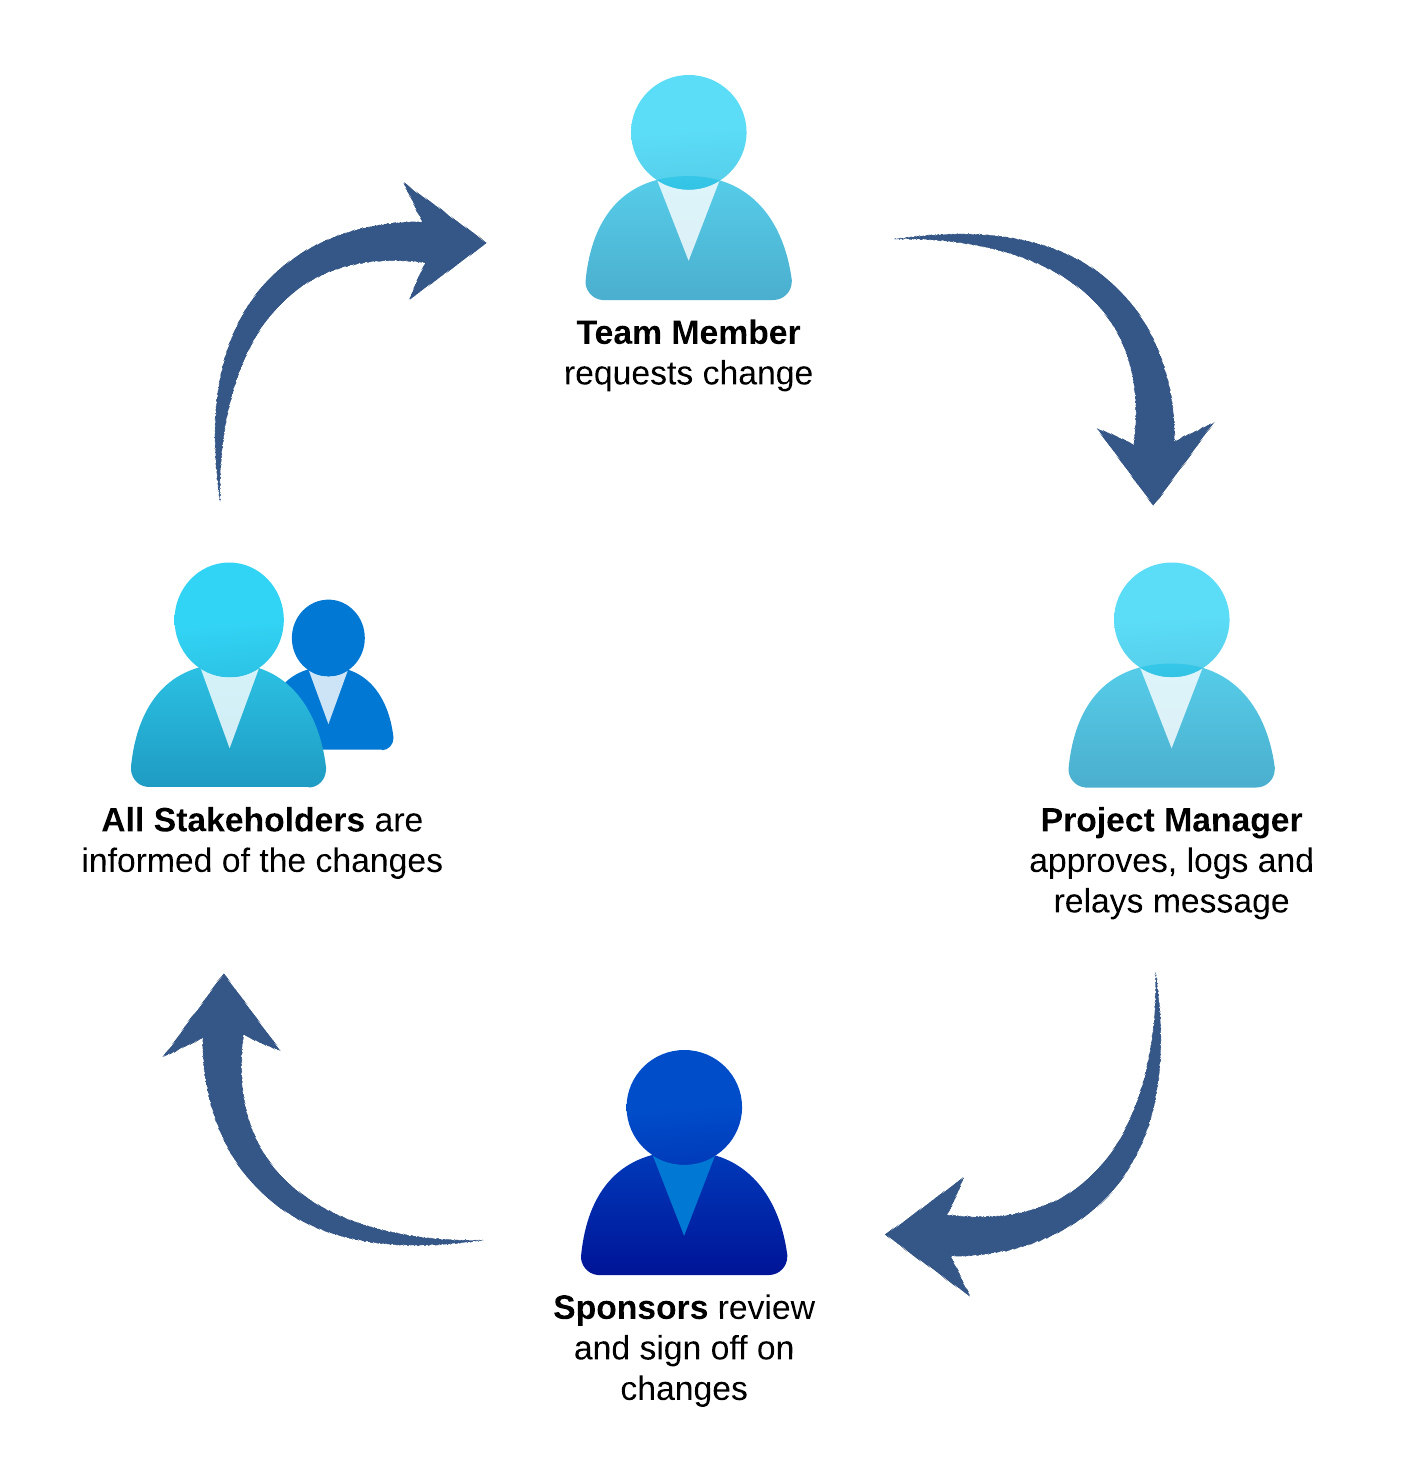 Team Member
requests change
All Stakeholders are
informed of the changes
Project Manager
approves, logs and
relays message
Sponsors review
and sign off on
changes